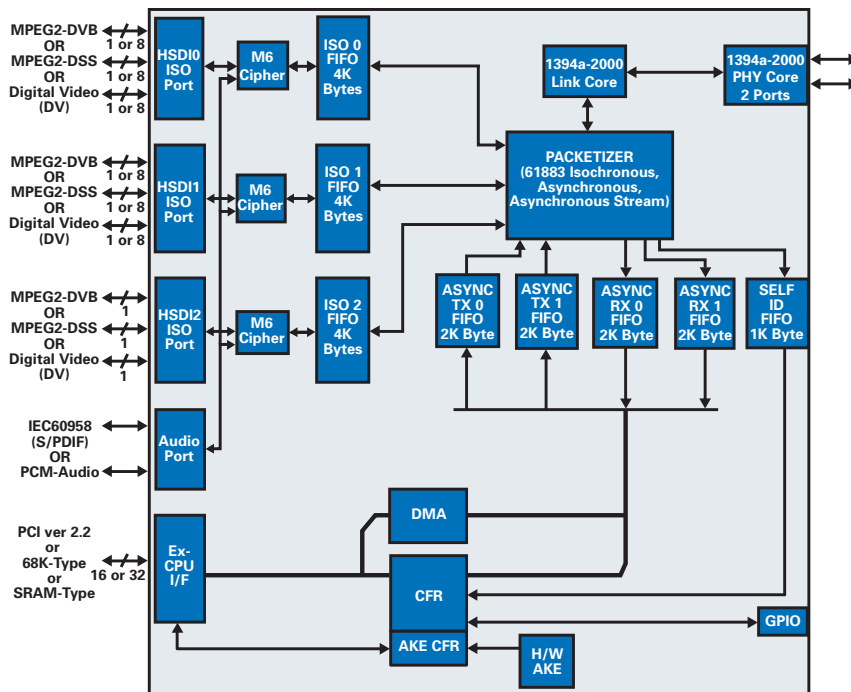 MPEG2-DVB
OR
1 or 8
MPEG2-DSS
OR
1 or 8
Digital Video
(DV)
1 or 8
HSDI0
ISO
Port
M6
Cipher
ISO 0
FIFO
4K
Bytes
1394a-2000
Link Core
1394a-2000
PHY Core
2 Ports
MPEG2-DVB
OR
1 or 8
MPEG2-DSS
OR
1 or 8
Digital Video
(DV)
1 or 8
HSDI1
ISO
Port
M6
Cipher
ISO 1
FIFO
4K
Bytes
PACKETIZER
(61883 Isochronous,
Asynchronous,
Asynchronous Stream)
MPEG2-DVB
OR
1
MPEG2-DSS
OR
1
Digital Video
(DV)
1
HSDI2
ISO
Port
M6
Cipher
ISO 2
FIFO
4K
Bytes
ASYNC
TX 0
FIFO
2K Byte
ASYNC
TX 1
FIFO
2K Byte
ASYNC
RX 0
FIFO
2K Byte
ASYNC
RX 1
FIFO
2K Byte
SELF
ID
FIFO
1K Byte
IEC60958
(S/PDIF)
OR
PCM-Audio
Audio
Port
PCI ver 2.2
or
68K-Type
or
SRAM-Type
16 or 32
Ex-
CPU
I/F
DMA
CFR
AKE CFR
H/W
AKE
GPIO